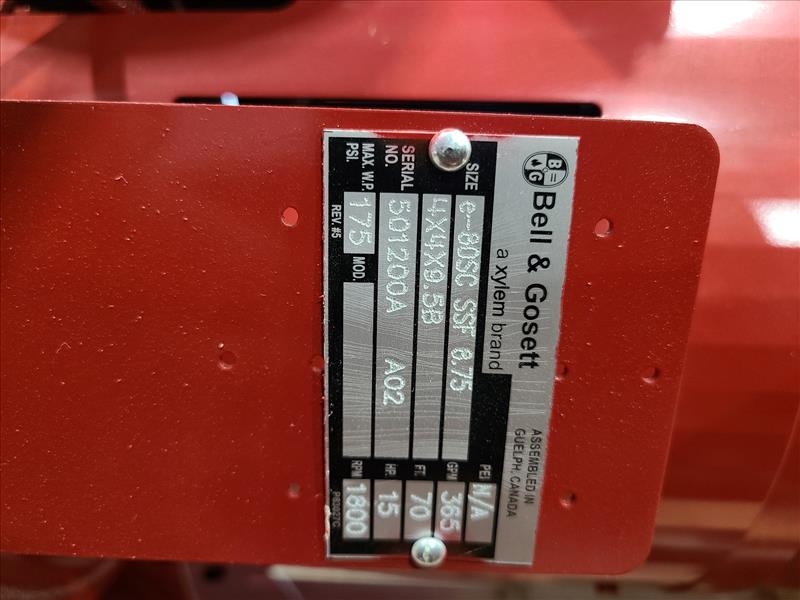 B=G
Bell & Gosett
a xylem brand
ASSEMBLED IN
GUELPH, CANADA
SIZE e-80SC SSF 8.75 PEI N/A
4X4X9.5B GPM 365
SERIAL NO. 501200A A02 FT. 70
HP. 15
MAX. W.P. PSI. 175 MOD. RPM 1800
REV. #5